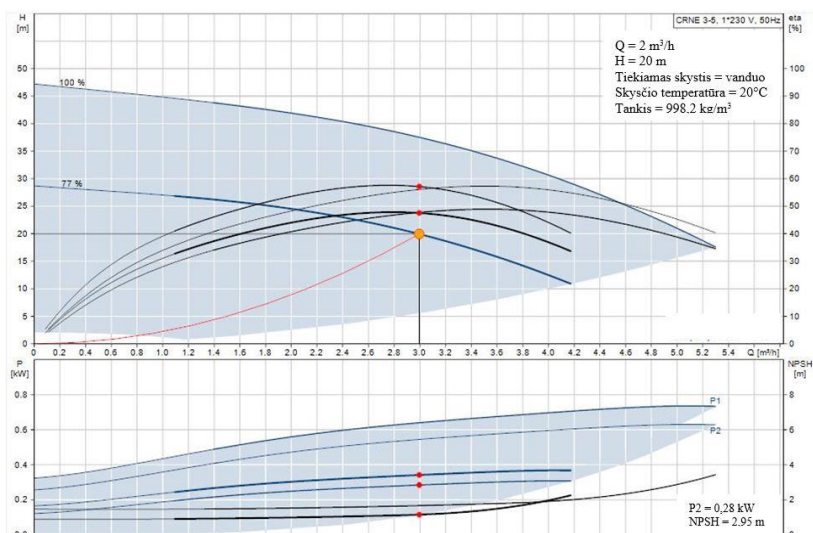 H
[m]
CRNE 3-5, 1*230 V, 50Hz
eta
[%]
Q = 2 m³/h
H = 20 m
Tiekiamas skystis = vanduo
Skysčio temperatūra = 20°C
Tankis = 998.2 kg/m³
50
45
40
35
30
25
20
15
10
5
0
100 %
77 %
100
90
80
70
60
50
40
30
20
10
0
0 0.2 0.4 0.6 0.8 1.0 1.2 1.4 1.6 1.8 2.0 2.2 2.4 2.6 2.8 3.0 3.2 3.4 3.6 3.8 4.0 4.2 4.4 4.6 4.8 5.0 5.2 5.4 Q [m³/h]
P
[kW]
NPSH
[m]
0.8
0.6
0.4
0.2
0.0
8
6
4
2
0
P1
P2
P2 = 0,28 kW
NPSH = 2,95 m